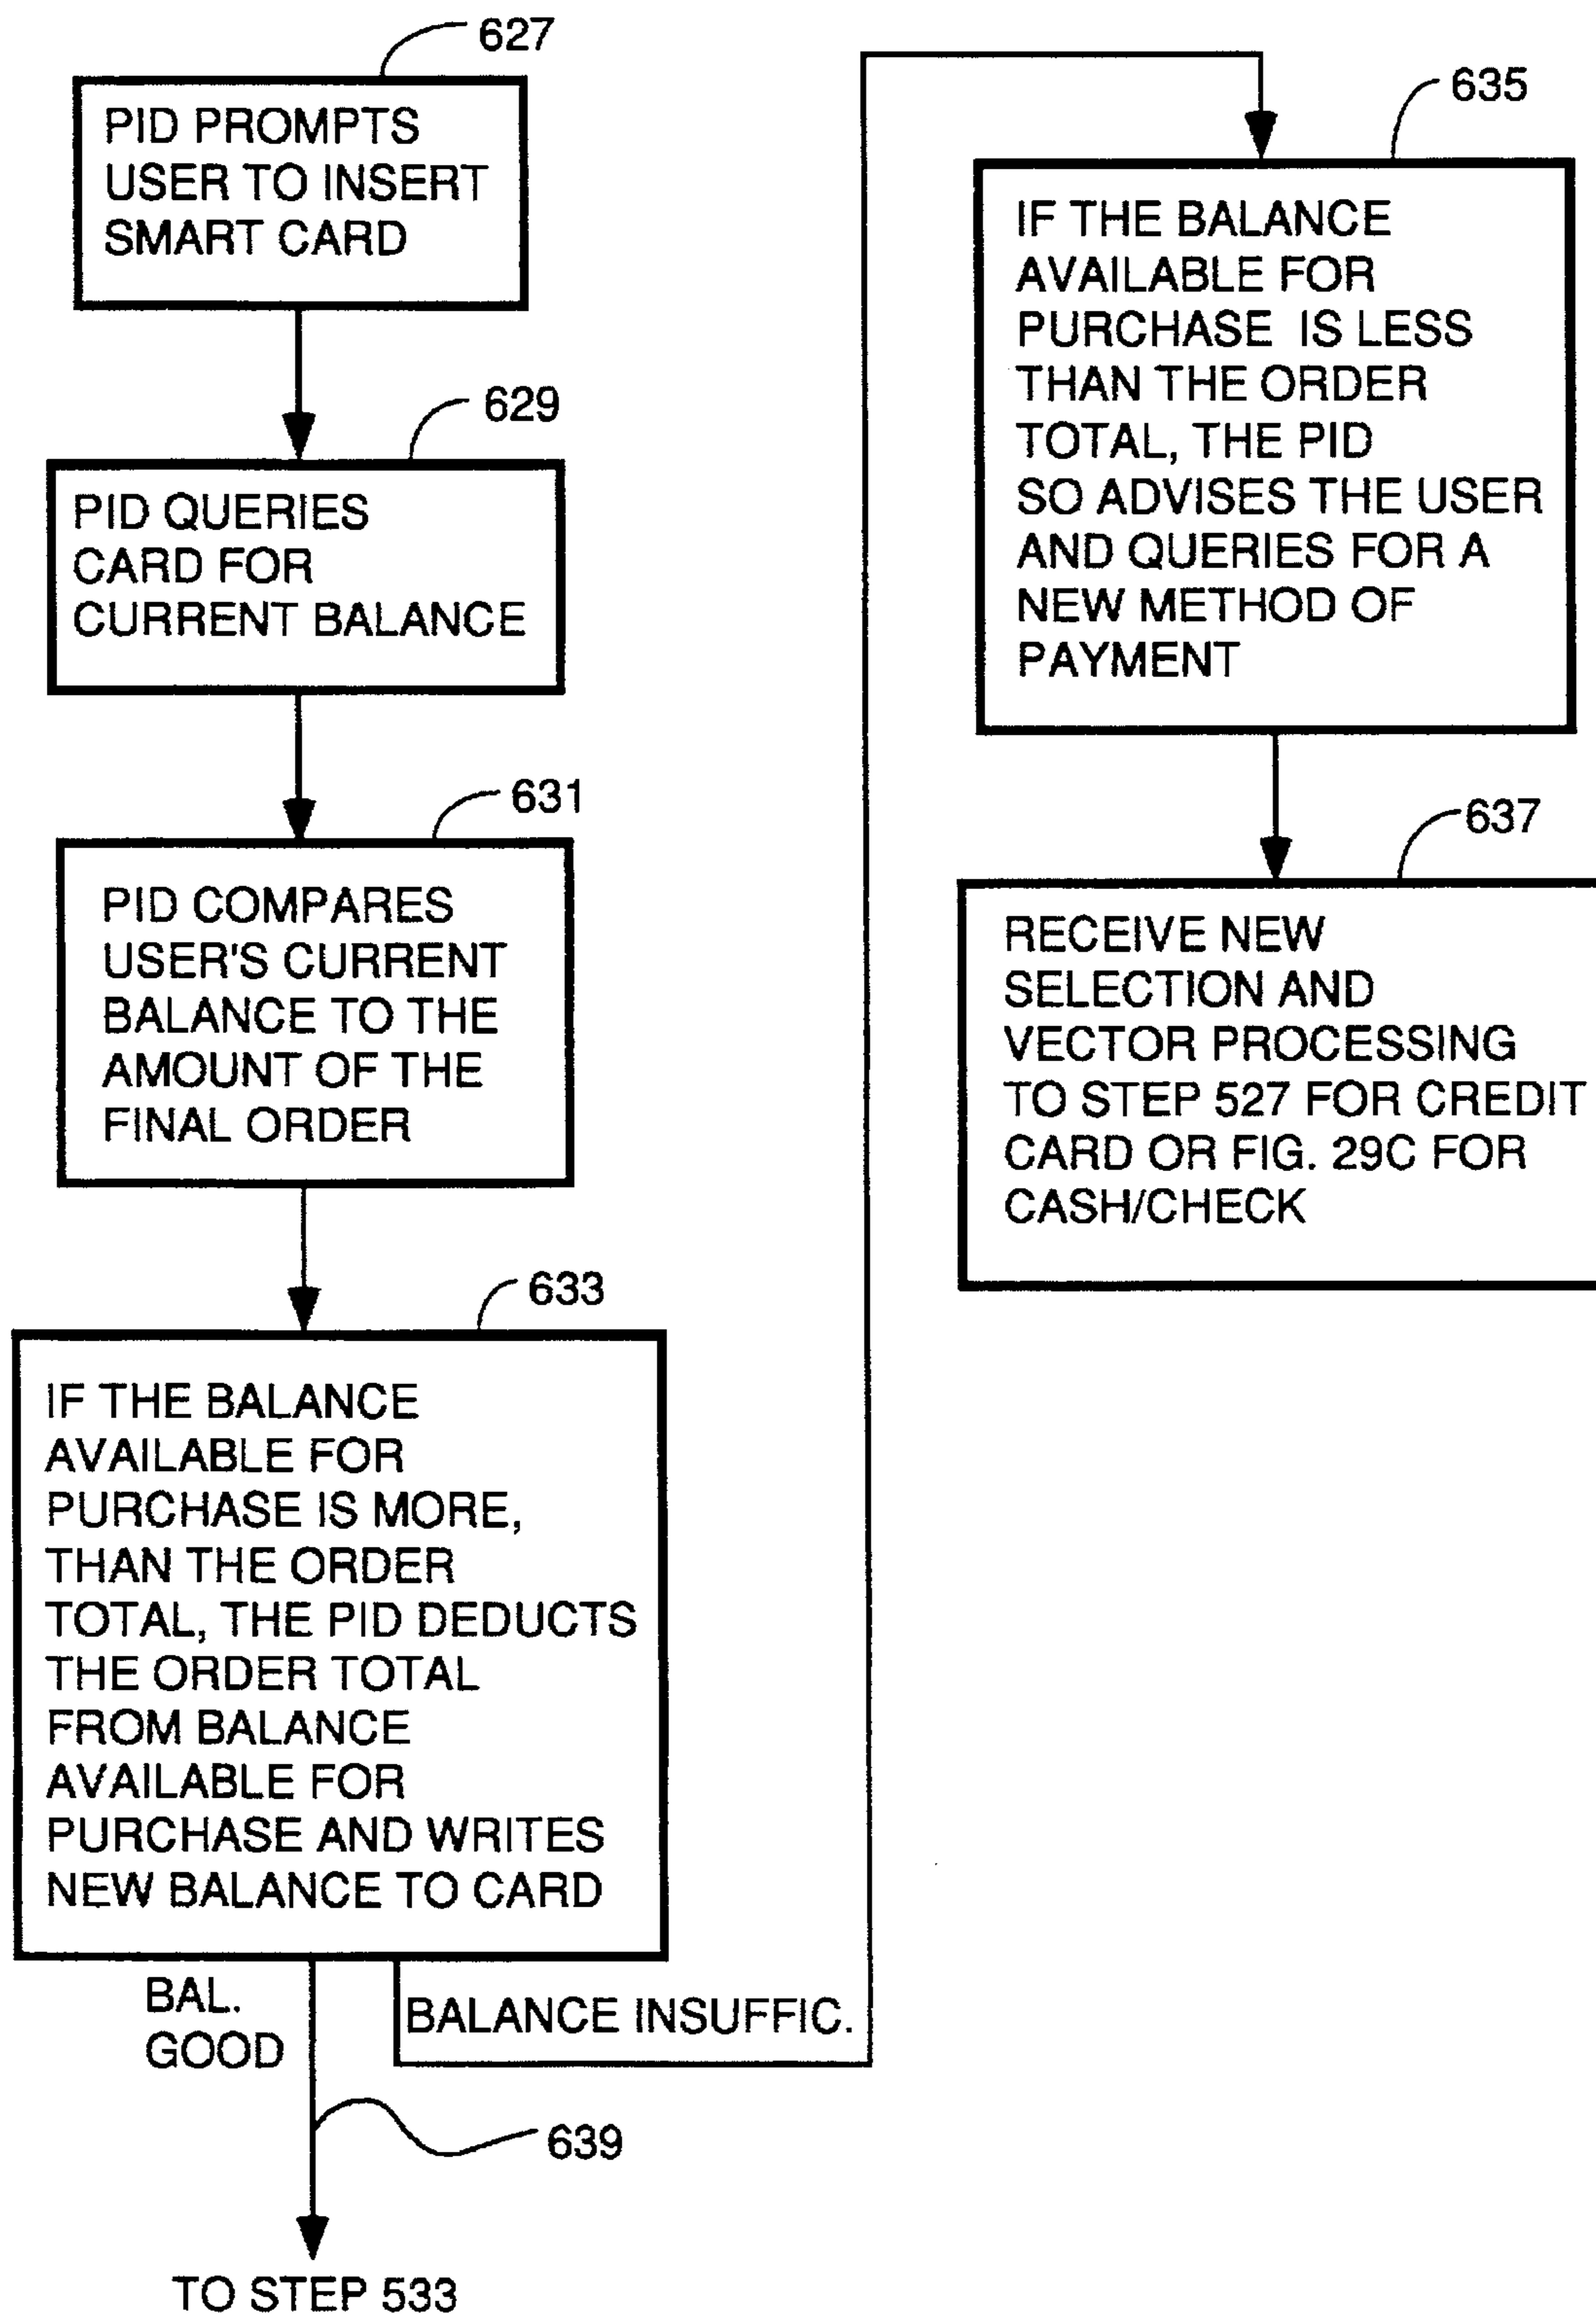 627
PID PROMPTS
USER TO INSERT
SMART CARD
629
PID QUERIES
CARD FOR
CURRENT BALANCE
631
PID COMPARES
USER'S CURRENT
BALANCE TO THE
AMOUNT OF THE
FINAL ORDER
633
IF THE BALANCE
AVAILABLE FOR
PURCHASE IS MORE,
THAN THE ORDER
TOTAL, THE PID DEDUCTS
THE ORDER TOTAL
FROM BALANCE
AVAILABLE FOR
PURCHASE AND WRITES
NEW BALANCE TO CARD
BAL.
GOOD
BALANCE INSUFFIC.
639
TO STEP 533
635
IF THE BALANCE
AVAILABLE FOR
PURCHASE IS LESS
THAN THE ORDER
TOTAL, THE PID
SO ADVISES THE USER
AND QUERIES FOR A
NEW METHOD OF
PAYMENT
637
RECEIVE NEW
SELECTION AND
VECTOR PROCESSING
TO STEP 527 FOR CREDIT
CARD OR FIG. 29C FOR
CASH/CHECK